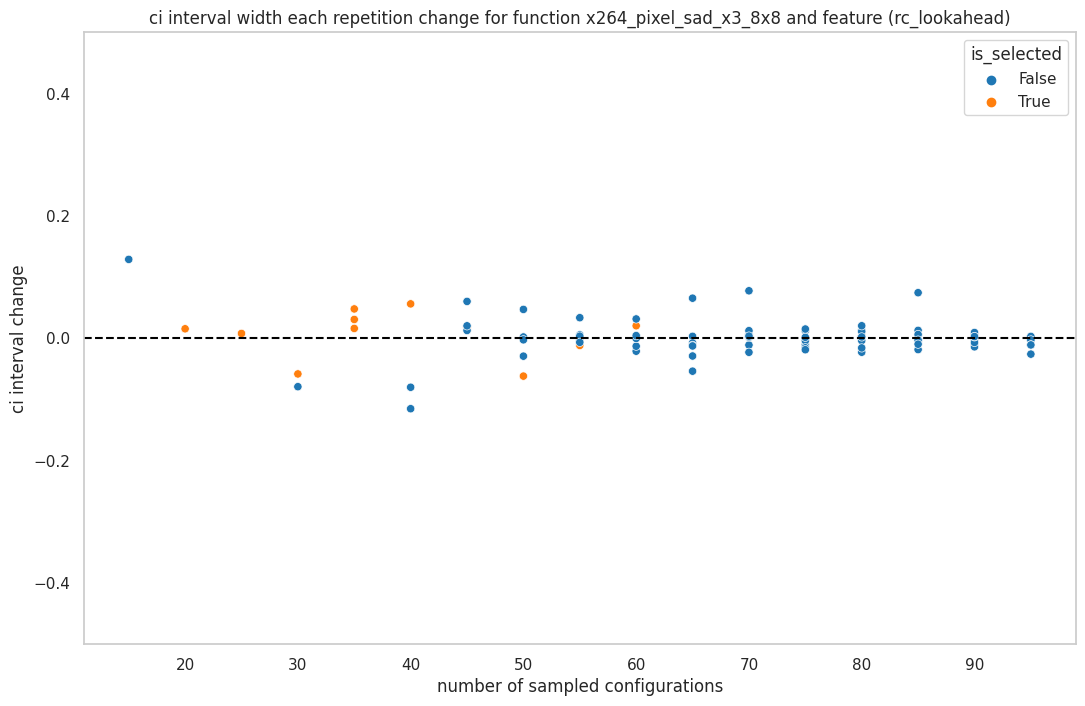 ci interval width each repetition change for function x264_pixel_sad_x3_8x8 and feature (rc_lookahead)
is_selected
False
True
ci interval change
0.4
0.2
0.0
−0.2
−0.4
20 30 40 50 60 70 80 90
number of sampled configurations